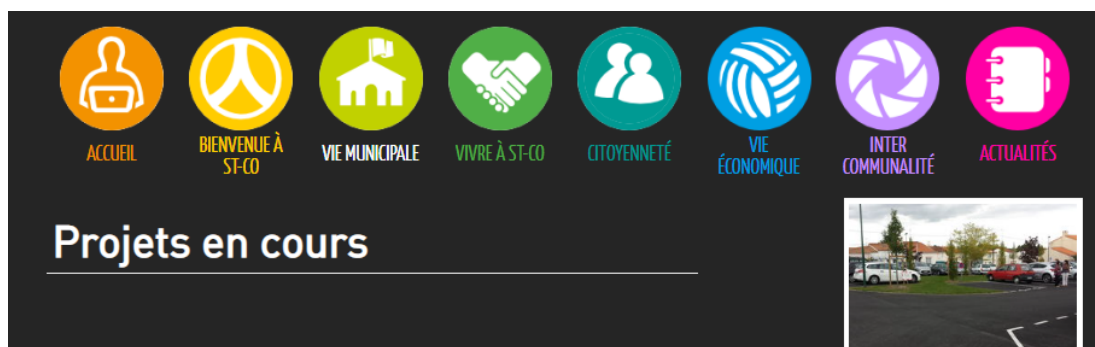 ACCUEIL
BIENVENUE À
ST-CO
VIE MUNICIPALE
VIVRE À ST-CO
CITOYENNETÉ
VIE
ÉCONOMIQUE
INTER
COMMUNALITÉ
ACTUALITÉS
Projets en cours